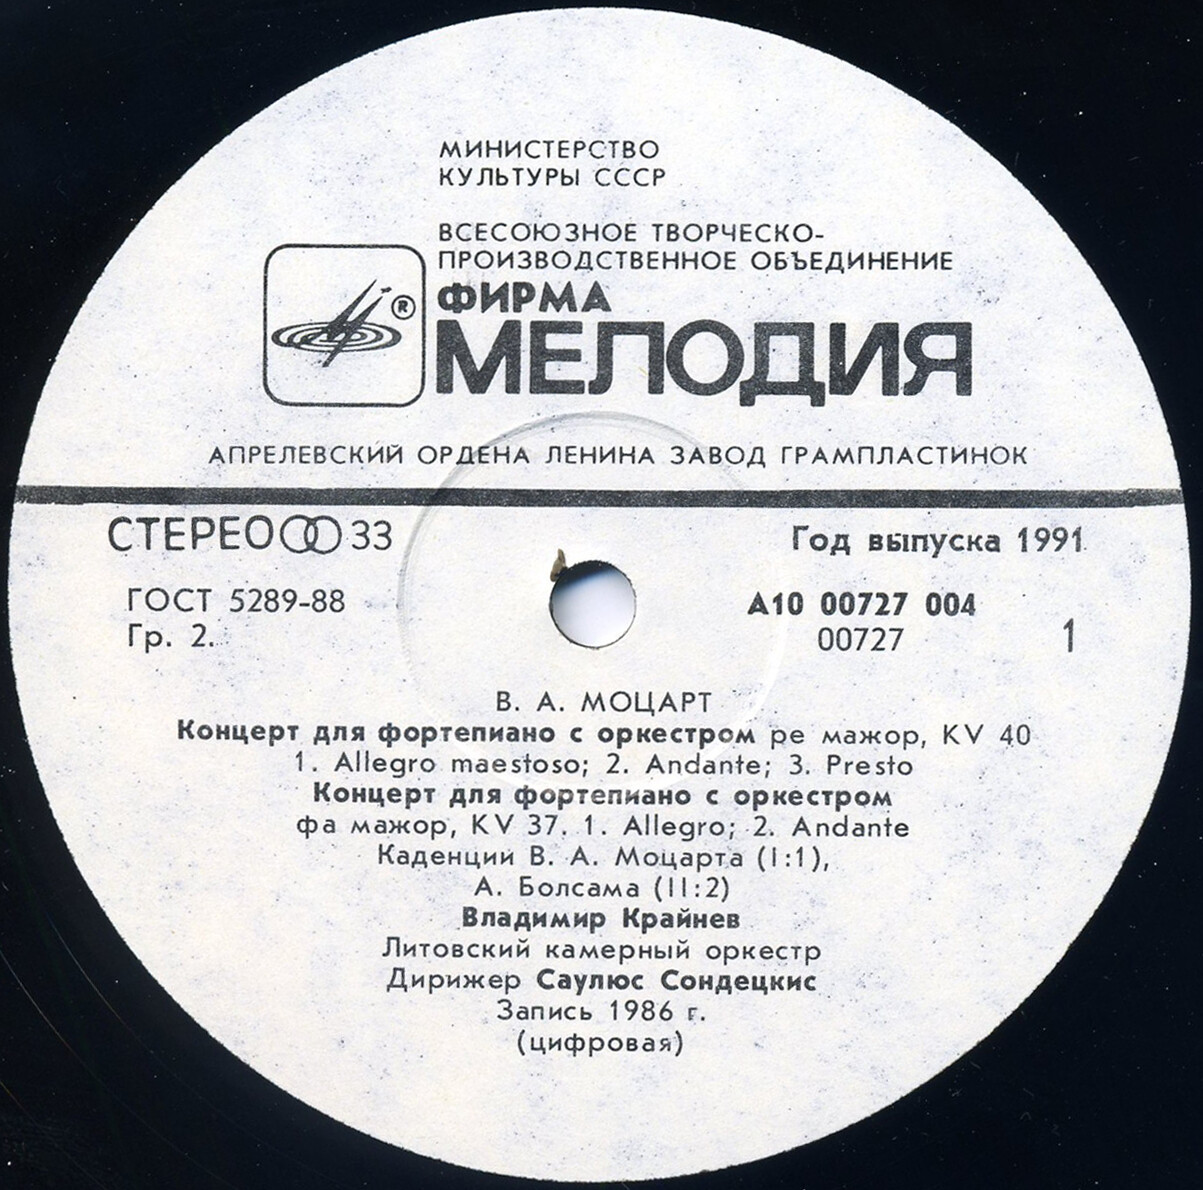 МИНИСТЕРСТВО
КУЛЬТУРЫ СССР
ВСЕСОЮЗНОЕ ТВОРЧЕСКО-
ПРОИЗВОДСТВЕННОЕ ОБЪЕДИНЕНИЕ
ФИРМА
®
МЕЛОДИЯ
АПРЕЛЕВСКИЙ ОРДЕНА ЛЕНИНА ЗАВОД ГРАМПЛАСТИНОК
СТЕРЕО 33
Год выпуска 1991
ГОСТ 5289-88
А10 00727 004
Гр. 2.
00727
1
В. А. МОЦАРТ
Концерт для фортепиано с оркестром ре мажор, KV 40
1. Allegro maestoso; 2. Andante; 3. Presto
Концерт для фортепиано с оркестром
фа мажор, KV 37. 1. Allegro; 2. Andante
Каденции В. А. Моцарта (I:1),
А. Болсама (II:2)
Владимир Крайнев
Литовский камерный оркестр
Дирижер Саулюс Сондецкис
Запись 1986 г.
(цифровая)